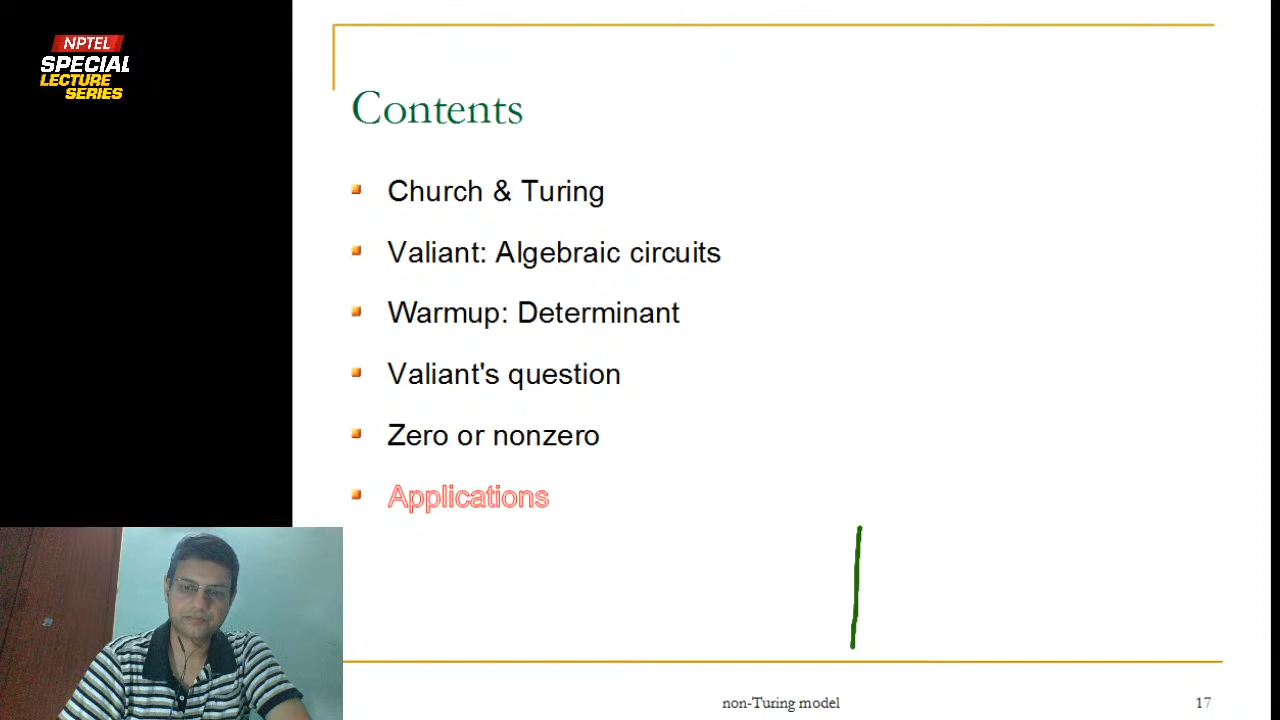 NPTEL
SPECIAL
LECTURE
SERIES
Contents
Church & Turing
Valiant: Algebraic circuits
Warmup: Determinant
Valiant's question
Zero or nonzero
Applications
non-Turing model
17